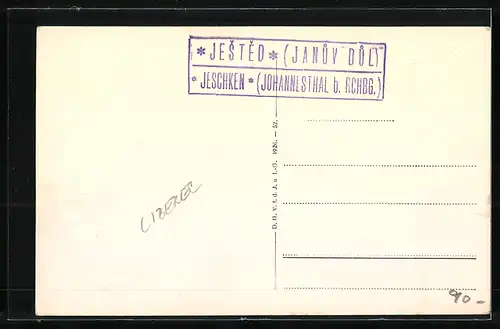 * JEŠTĚD * (JANŮV DŮL)
* JESCHKEN * (JOHANNESTHAL b. RCHBG.)
D. G. V. f. d. J. u. I.-G. 1926. — 52.
LIBEREC
90.-